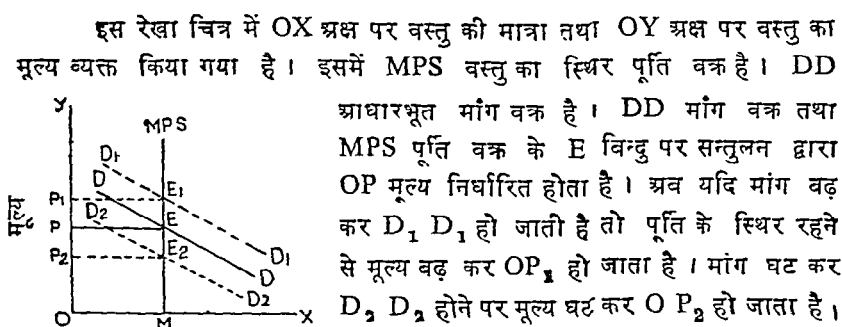 इस रेखा चित्र में OX अक्ष पर वस्तु की मात्रा तथा OY अक्ष पर वस्तु का
मूल्य व्यक्त किया गया है । इसमें MPS वस्तु का स्थिर पूर्ति वक्र है । DD
आधारभूत मांग वक्र है । DD मांग वक्र तथा
MPS पूर्ति वक्र के E बिन्दु पर सन्तुलन द्वारा
OP मूल्य निर्धारित होता है । अब यदि मांग बढ़
कर D₁ D₁ हो जाती है तो पूर्ति के स्थिर रहने
से मूल्य बढ़ कर OP₁ हो जाता है । मांग घट कर
D₂ D₂ होने पर मूल्य घट कर O P₂ हो जाता है ।
Y
MPS
D₁
D
D₂
P₁
E₁
P
E
P₂
E₂
D₁
D
D₂
मूल्य
O
M
X